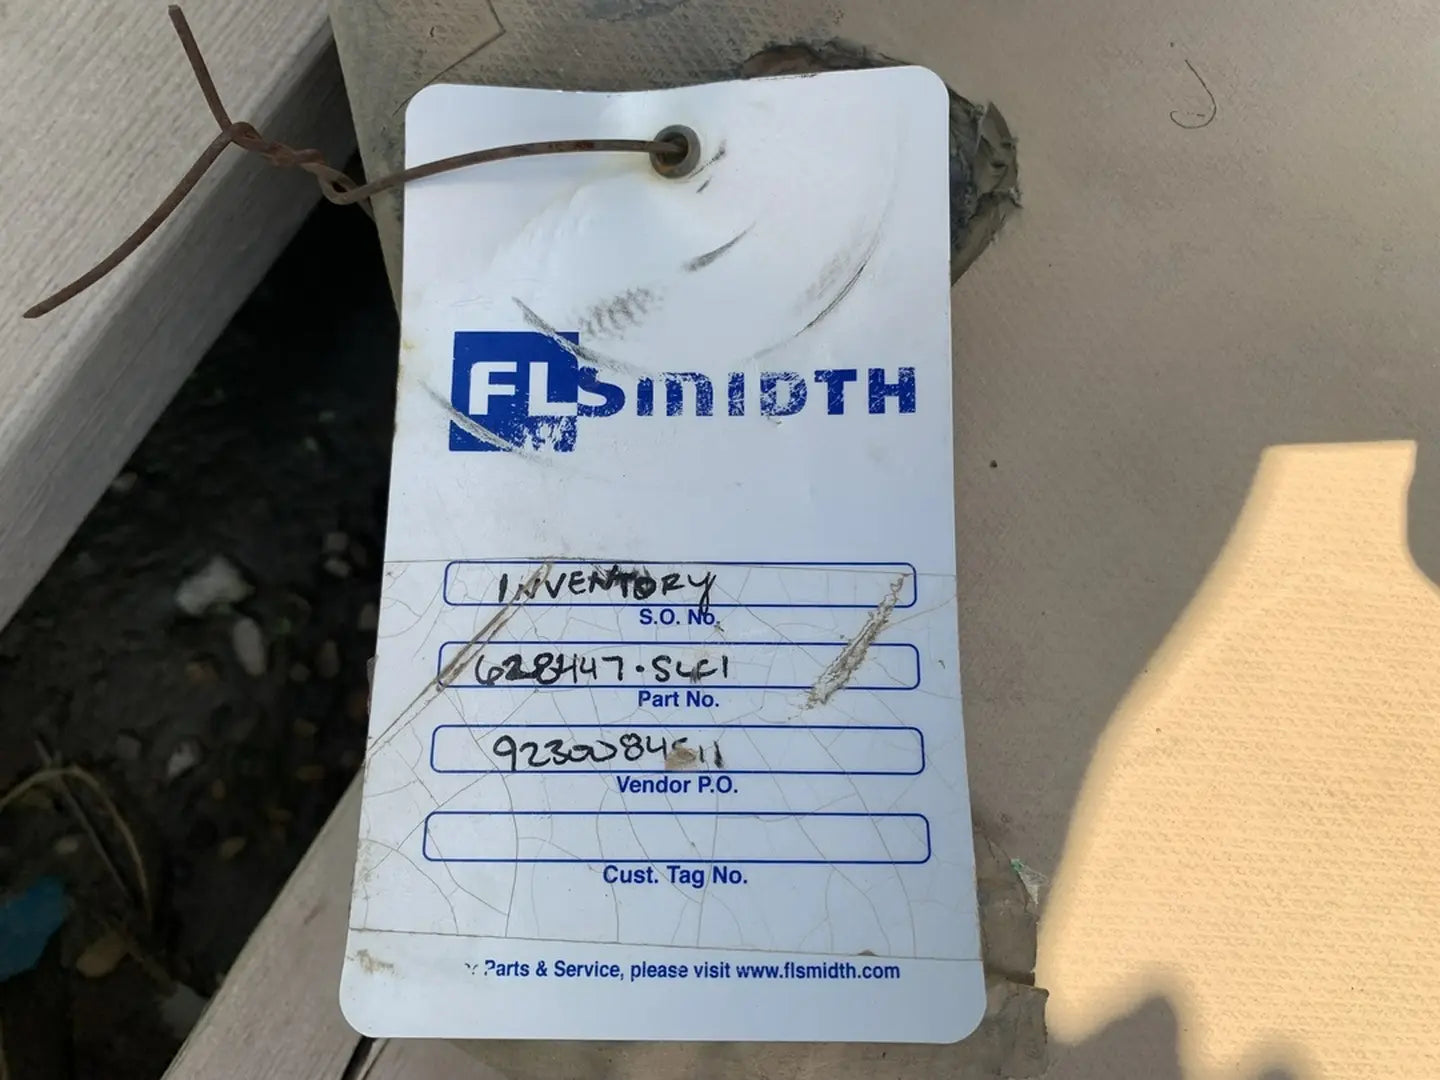 FLSMIDTH
INVENTORY
S.O. No.
Part No.
Vendor P.O.
Cust. Tag No.
Parts & Service, please visit www.flsmidth.com